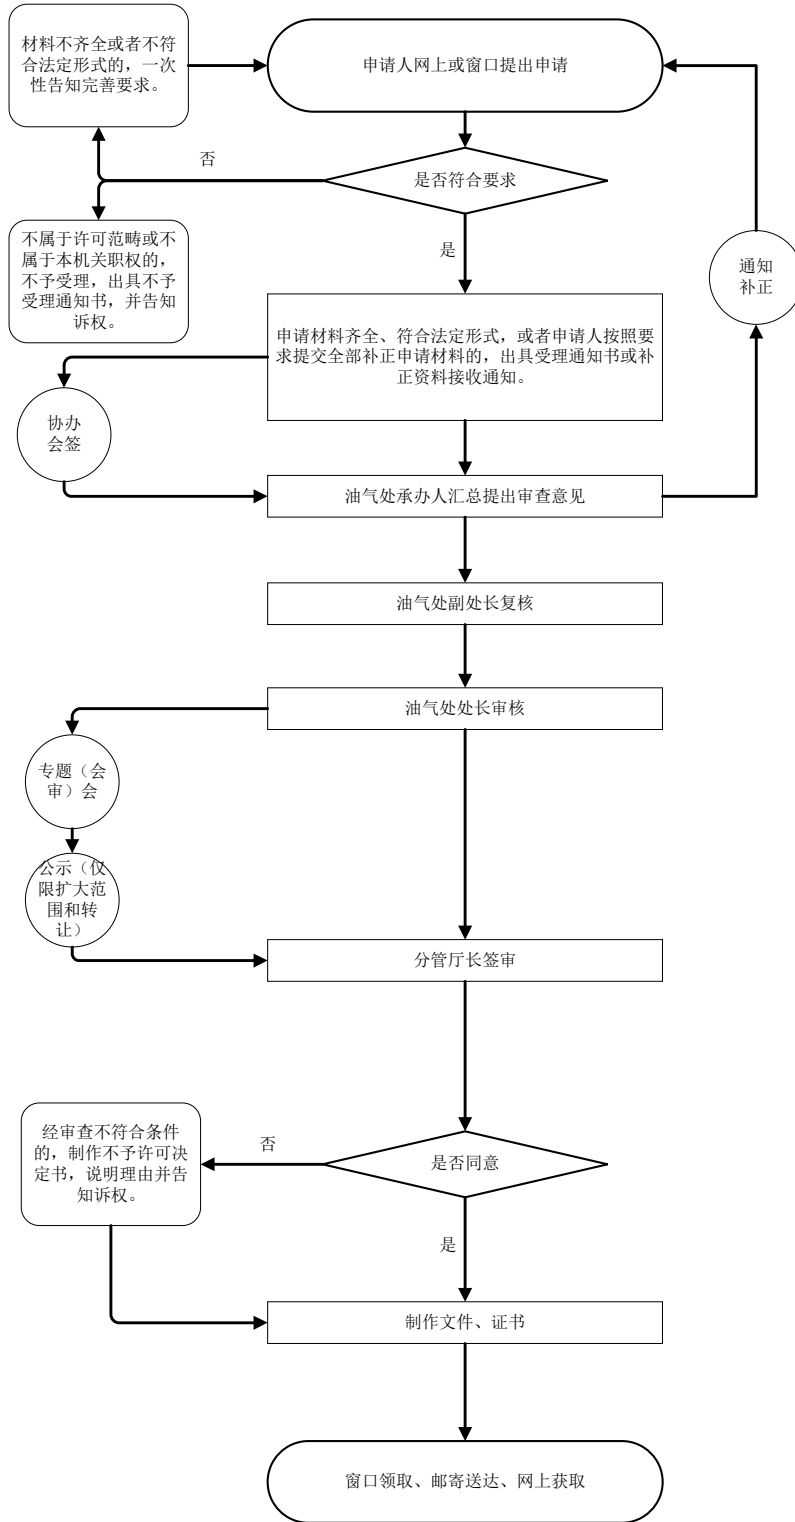 材料不齐全或者不符
合法定形式的，一次
性告知完善要求。
申请人网上或窗口提出申请
否
是否符合要求
不属于许可范畴或不
属于本机关职权的，
不予受理，出具不予
受理通知书，并告知
诉权。
是
通知
补正
申请材料齐全、符合法定形式，或者申请人按照要
求提交全部补正申请材料的，出具受理通知书或补
正资料接收通知。
协办
会签
油气处承办人汇总提出审查意见
油气处副处长复核
油气处处长审核
专题（会
审）会
公示（仅
限扩大范
围和转
让）
分管厅长签审
经审查不符合条件
的，制作不予许可决
定书，说明理由并告
知诉权。
否
是否同意
是
制作文件、证书
窗口领取、邮寄送达、网上获取